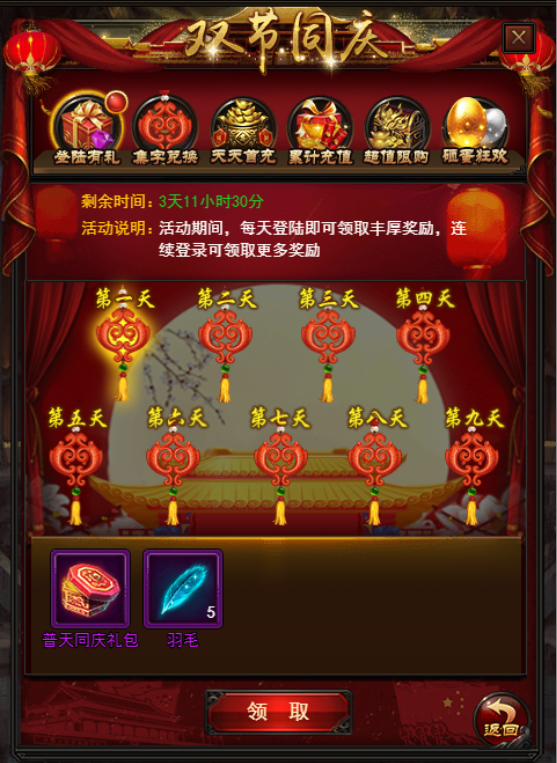 双节同庆
登陆有礼 集字兑换 天天首充 累计充值 超值限购 砸蛋狂欢
剩余时间：3天11小时30分
活动说明：活动期间，每天登陆即可领取丰厚奖励，连
续登录可领取更多奖励
第一天 第二天 第三天 第四天
第五天 第六天 第七天 第八天 第九天
5
普天同庆礼包 羽毛
领 取
返回